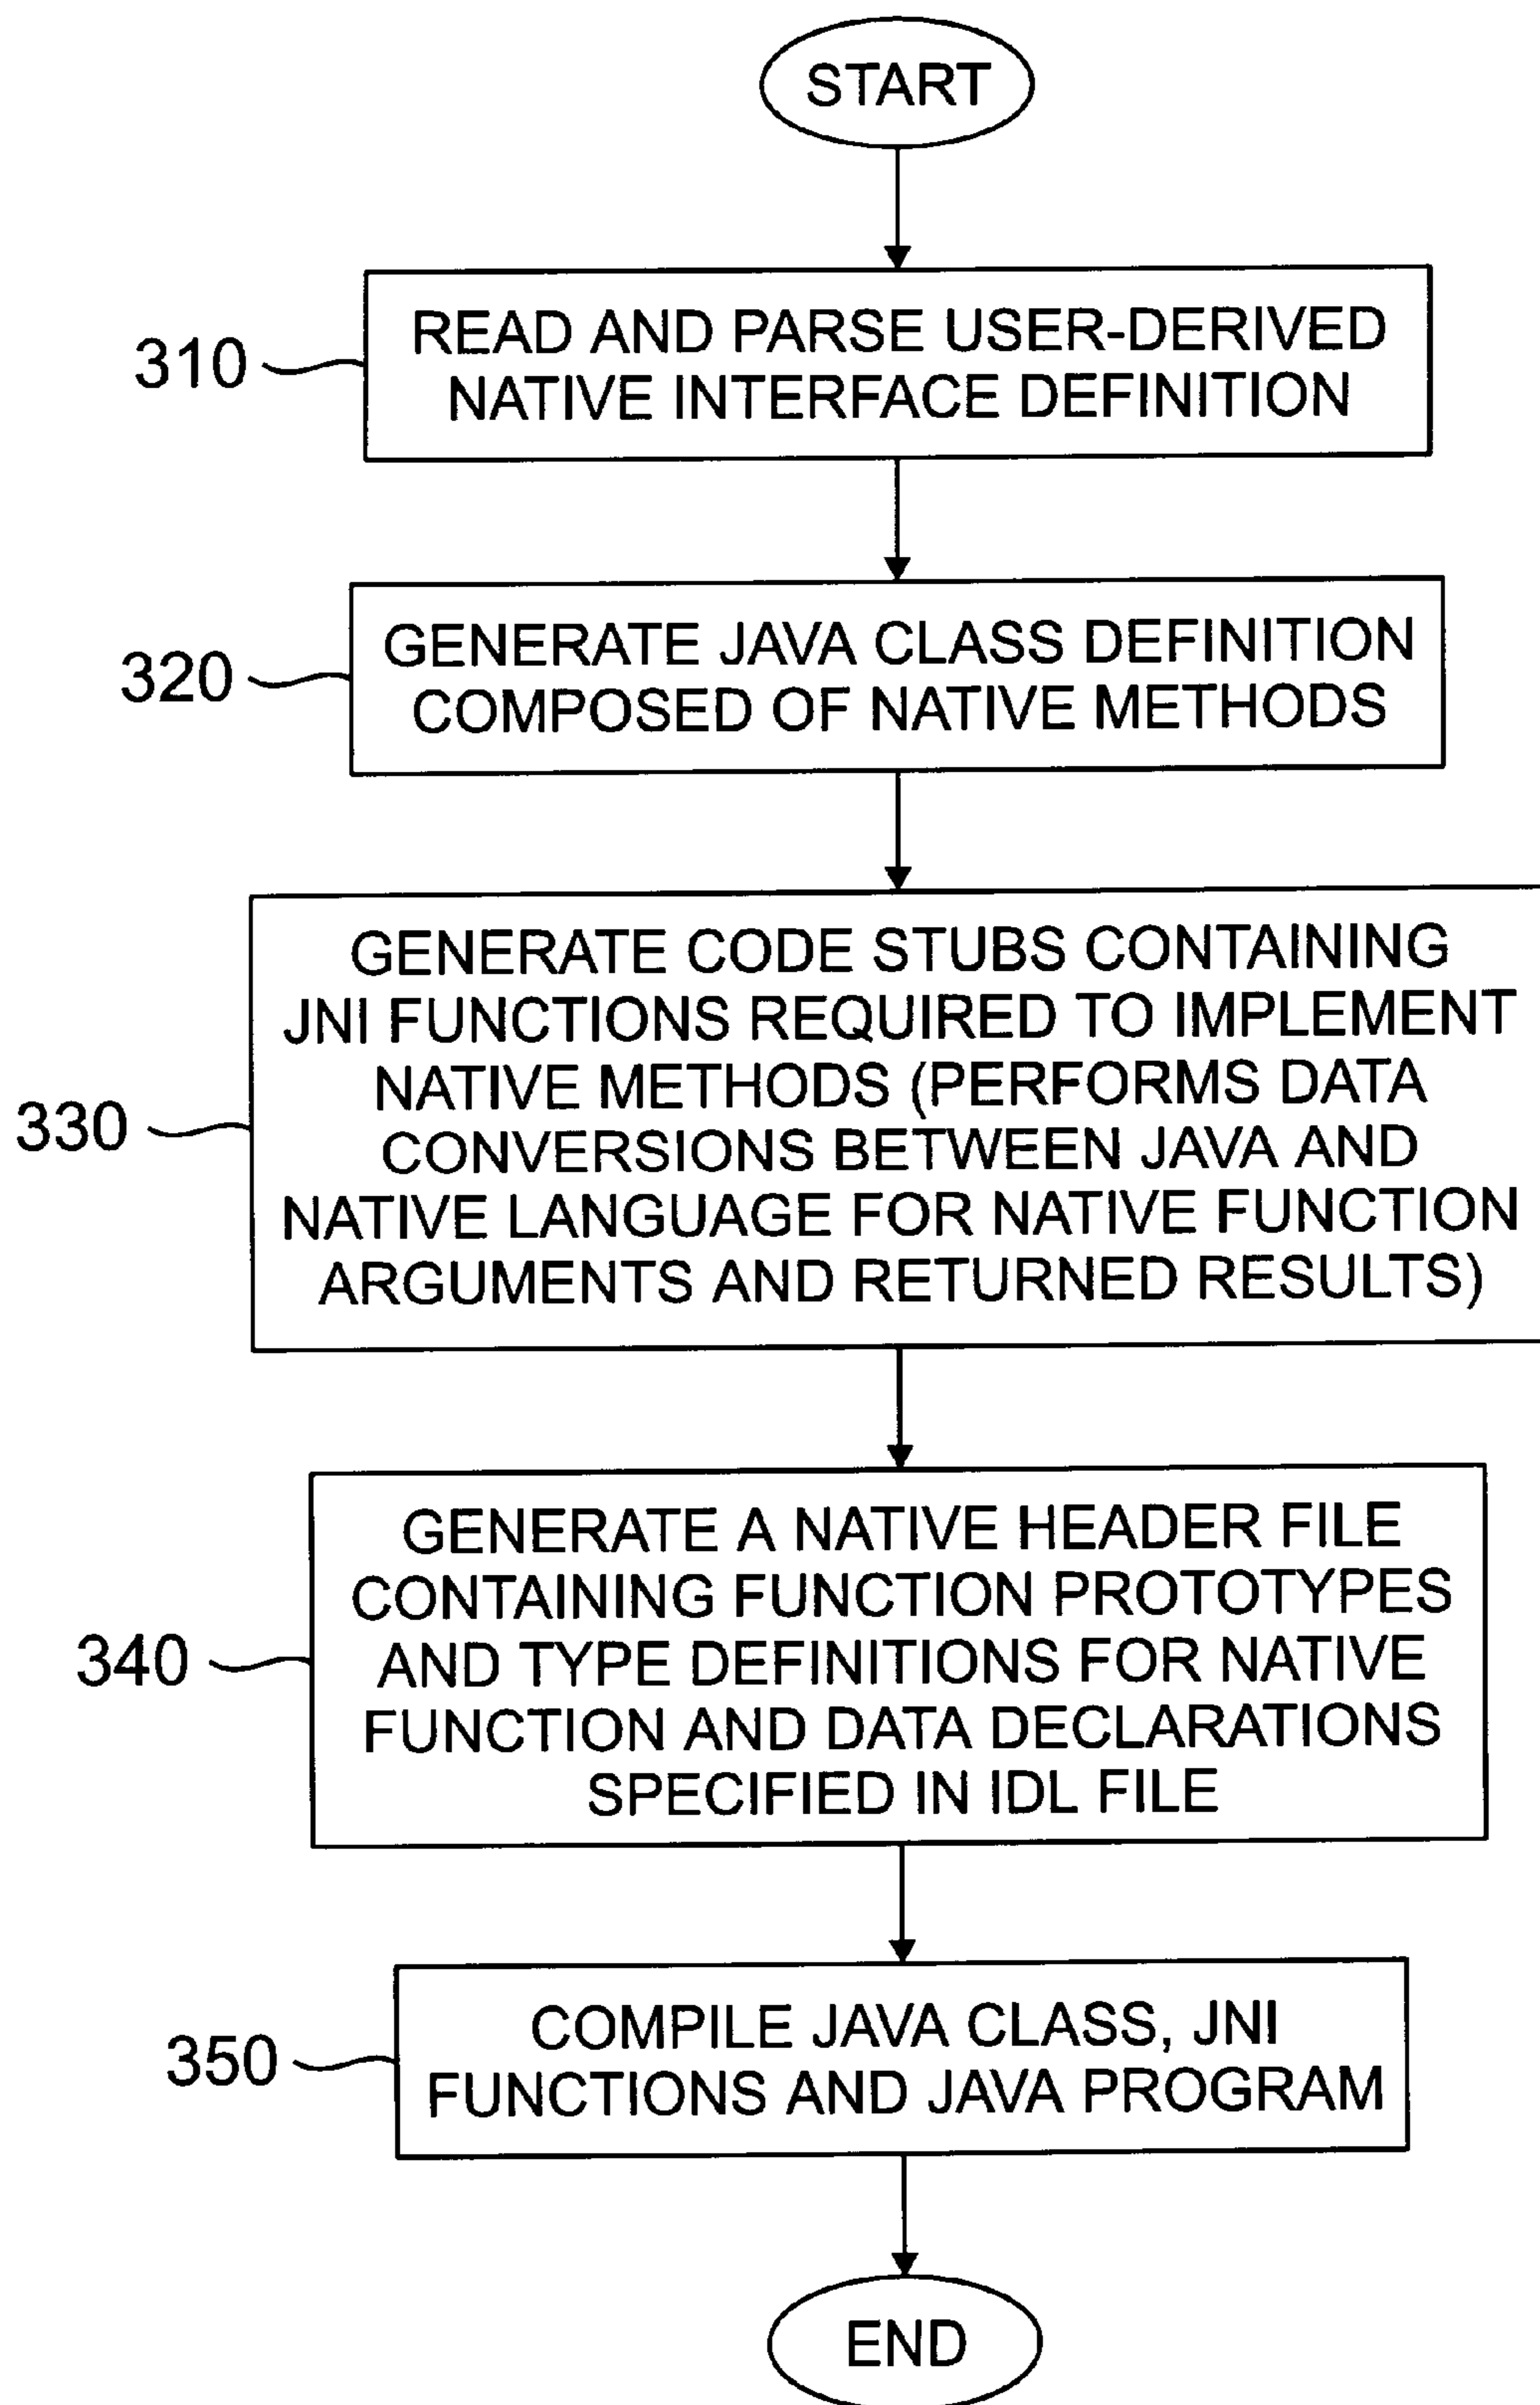 START
310
READ AND PARSE USER-DERIVED
NATIVE INTERFACE DEFINITION
320
GENERATE JAVA CLASS DEFINITION
COMPOSED OF NATIVE METHODS
330
GENERATE CODE STUBS CONTAINING
JNI FUNCTIONS REQUIRED TO IMPLEMENT
NATIVE METHODS (PERFORMS DATA
CONVERSIONS BETWEEN JAVA AND
NATIVE LANGUAGE FOR NATIVE FUNCTION
ARGUMENTS AND RETURNED RESULTS)
340
GENERATE A NATIVE HEADER FILE
CONTAINING FUNCTION PROTOTYPES
AND TYPE DEFINITIONS FOR NATIVE
FUNCTION AND DATA DECLARATIONS
SPECIFIED IN IDL FILE
350
COMPILE JAVA CLASS, JNI
FUNCTIONS AND JAVA PROGRAM
END